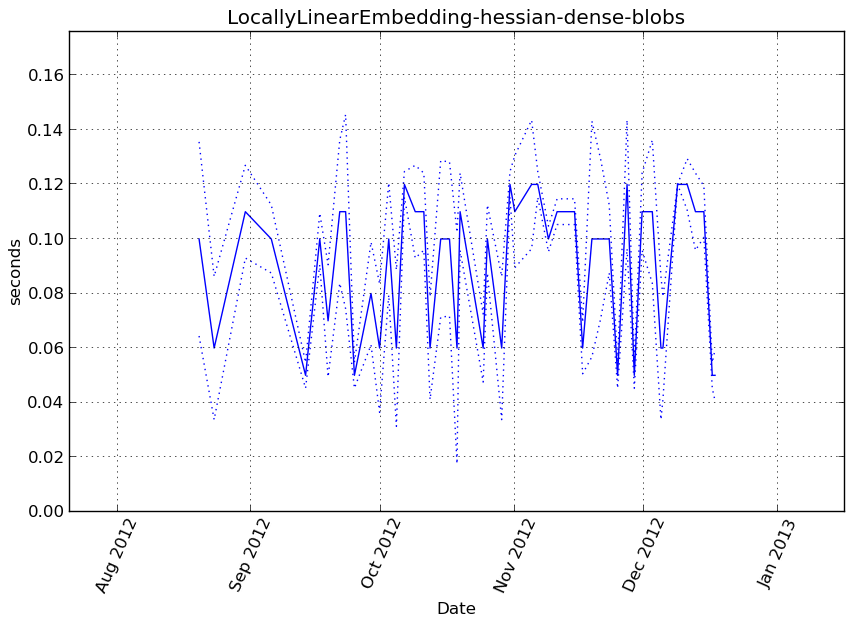 LocallyLinearEmbedding-hessian-dense-blobs
0.16
0.14
0.12
0.10
0.08
0.06
0.04
0.02
0.00
seconds
Aug 2012
Sep 2012
Oct 2012
Nov 2012
Dec 2012
Jan 2013
Date